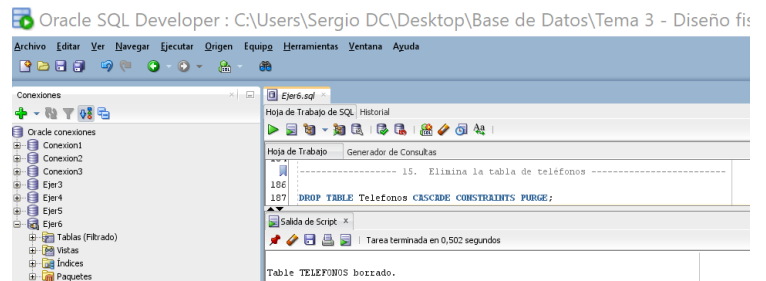 Oracle SQL Developer : C:\Users\Sergio DC\Desktop\Base de Datos\Tema 3 - Diseño fís
Archivo Editar Ver Navegar Ejecutar Origen Equipo Herramientas Ventana Ayuda
Conexiones
Oracle conexiones
Conexion1
Conexion2
Conexion3
Ejer3
Ejer4
Ejer5
Ejer6
Tablas (Filtrado)
Vistas
Índices
Paquetes
Ejer6.sql
Hoja de Trabajo de SQL Historial
Hoja de Trabajo Generador de Consultas
------------------ 15. Elimina la tabla de teléfonos -------------------------
186
187 DROP TABLE Telefonos CASCADE CONSTRAINTS PURGE;
Salida de Script
Tarea terminada en 0,502 segundos
Table TELEFONOS borrado.